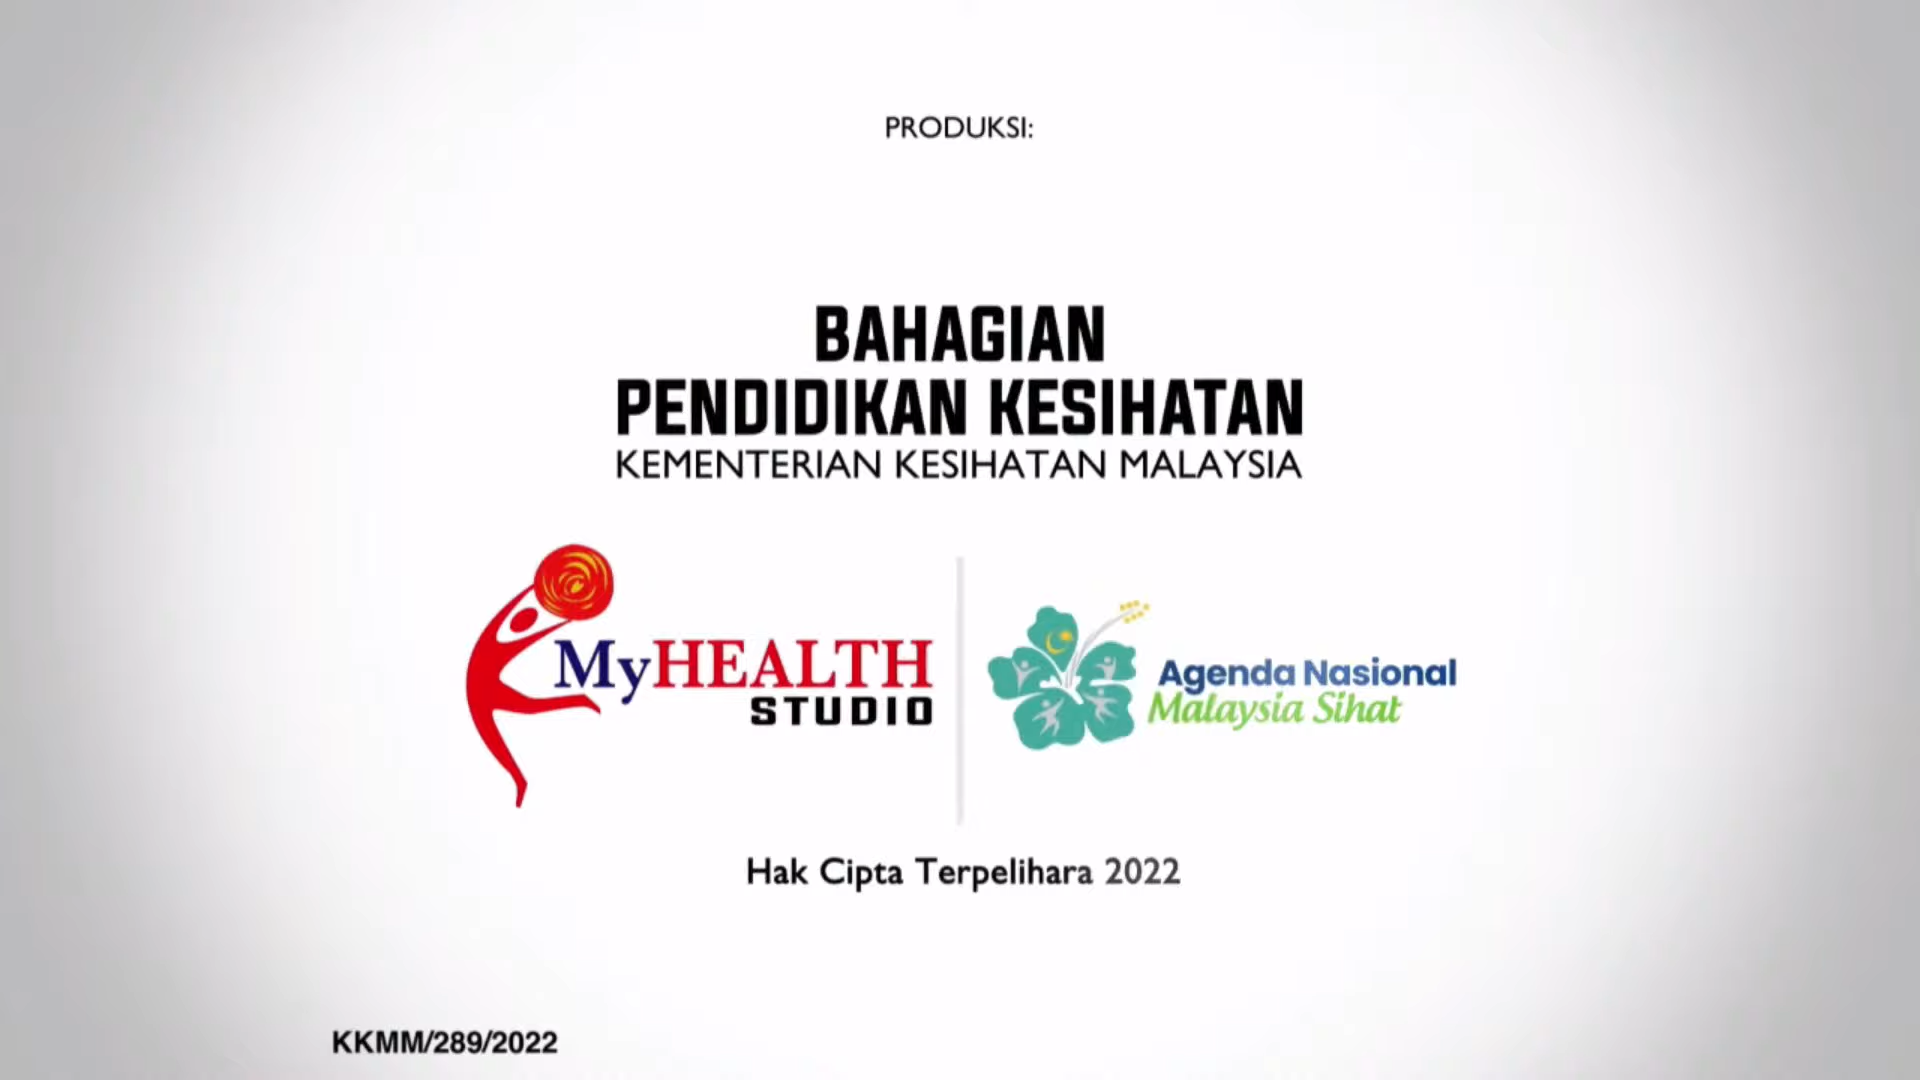 PRODUKSI:
BAHAGIAN
PENDIDIKAN KESIHATAN
KEMENTERIAN KESIHATAN MALAYSIA
MyHEALTH
STUDIO
Agenda Nasional
Malaysia Sihat
Hak Cipta Terpelihara 2022
KKMM/289/2022